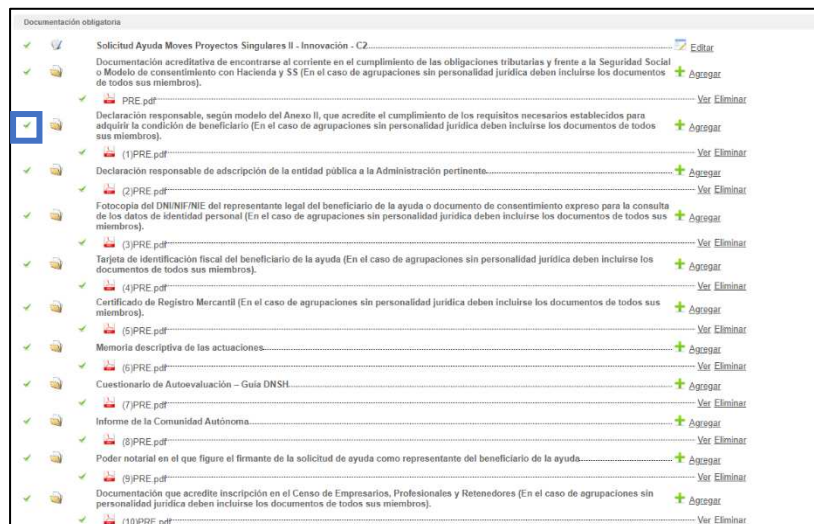 Documentación obligatoria
Solicitud Ayuda Moves Proyectos Singulares II - Innovación - C2 Editar
Documentación acreditativa de encontrarse al corriente en el cumplimiento de las obligaciones tributarias y frente a la Seguridad Social
o Modelo de consentimiento con Hacienda y SS (En el caso de agrupaciones sin personalidad jurídica deben incluirse los documentos Agregar
de todos sus miembros).
PRE.pdf Ver Eliminar
Declaración responsable, según modelo del Anexo II, que acredite el cumplimiento de los requisitos necesarios establecidos para
adquirir la condición de beneficiario (En el caso de agrupaciones sin personalidad jurídica deben incluirse los documentos de todos Agregar
sus miembros).
(1)PRE.pdf Ver Eliminar
Declaración responsable de adscripción de la entidad pública a la Administración pertinente Agregar
(2)PRE.pdf Ver Eliminar
Fotocopia del DNI/NIF/NIE del representante legal del beneficiario de la ayuda o documento de consentimiento expreso para la consulta
de los datos de identidad personal (En el caso de agrupaciones sin personalidad jurídica deben incluirse los documentos de todos sus Agregar
miembros).
(3)PRE.pdf Ver Eliminar
Tarjeta de identificación fiscal del beneficiario de la ayuda (En el caso de agrupaciones sin personalidad jurídica deben incluirse los Agregar
documentos de todos sus miembros).
(4)PRE.pdf Ver Eliminar
Certificado de Registro Mercantil (En el caso de agrupaciones sin personalidad jurídica deben incluirse los documentos de todos sus Agregar
miembros).
(5)PRE.pdf Ver Eliminar
Memoria descriptiva de las actuaciones Agregar
(6)PRE.pdf Ver Eliminar
Cuestionario de Autoevaluación – Guía DNSH Agregar
(7)PRE.pdf Ver Eliminar
Informe de la Comunidad Autónoma Agregar
(8)PRE.pdf Ver Eliminar
Poder notarial en el que figure el firmante de la solicitud de ayuda como representante del beneficiario de la ayuda Agregar
(9)PRE.pdf Ver Eliminar
Documentación que acredite inscripción en el Censo de Empresarios, Profesionales y Retenedores (En el caso de agrupaciones sin Agregar
personalidad jurídica deben incluirse los documentos de todos sus miembros).
(10)PRE.pdf Ver Eliminar